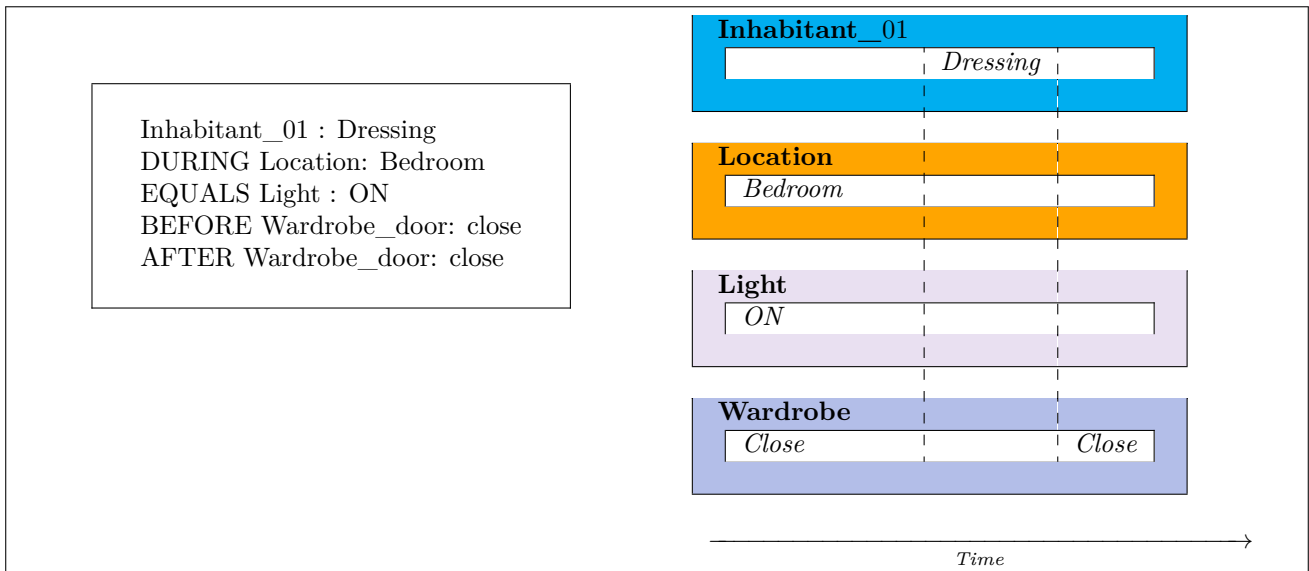 Inhabitant_01 : Dressing
DURING Location: Bedroom
EQUALS Light : ON
BEFORE Wardrobe_door: close
AFTER Wardrobe_door: close
Inhabitant_01
Dressing
Location
Bedroom
Light
ON
Wardrobe
Close Close
Time